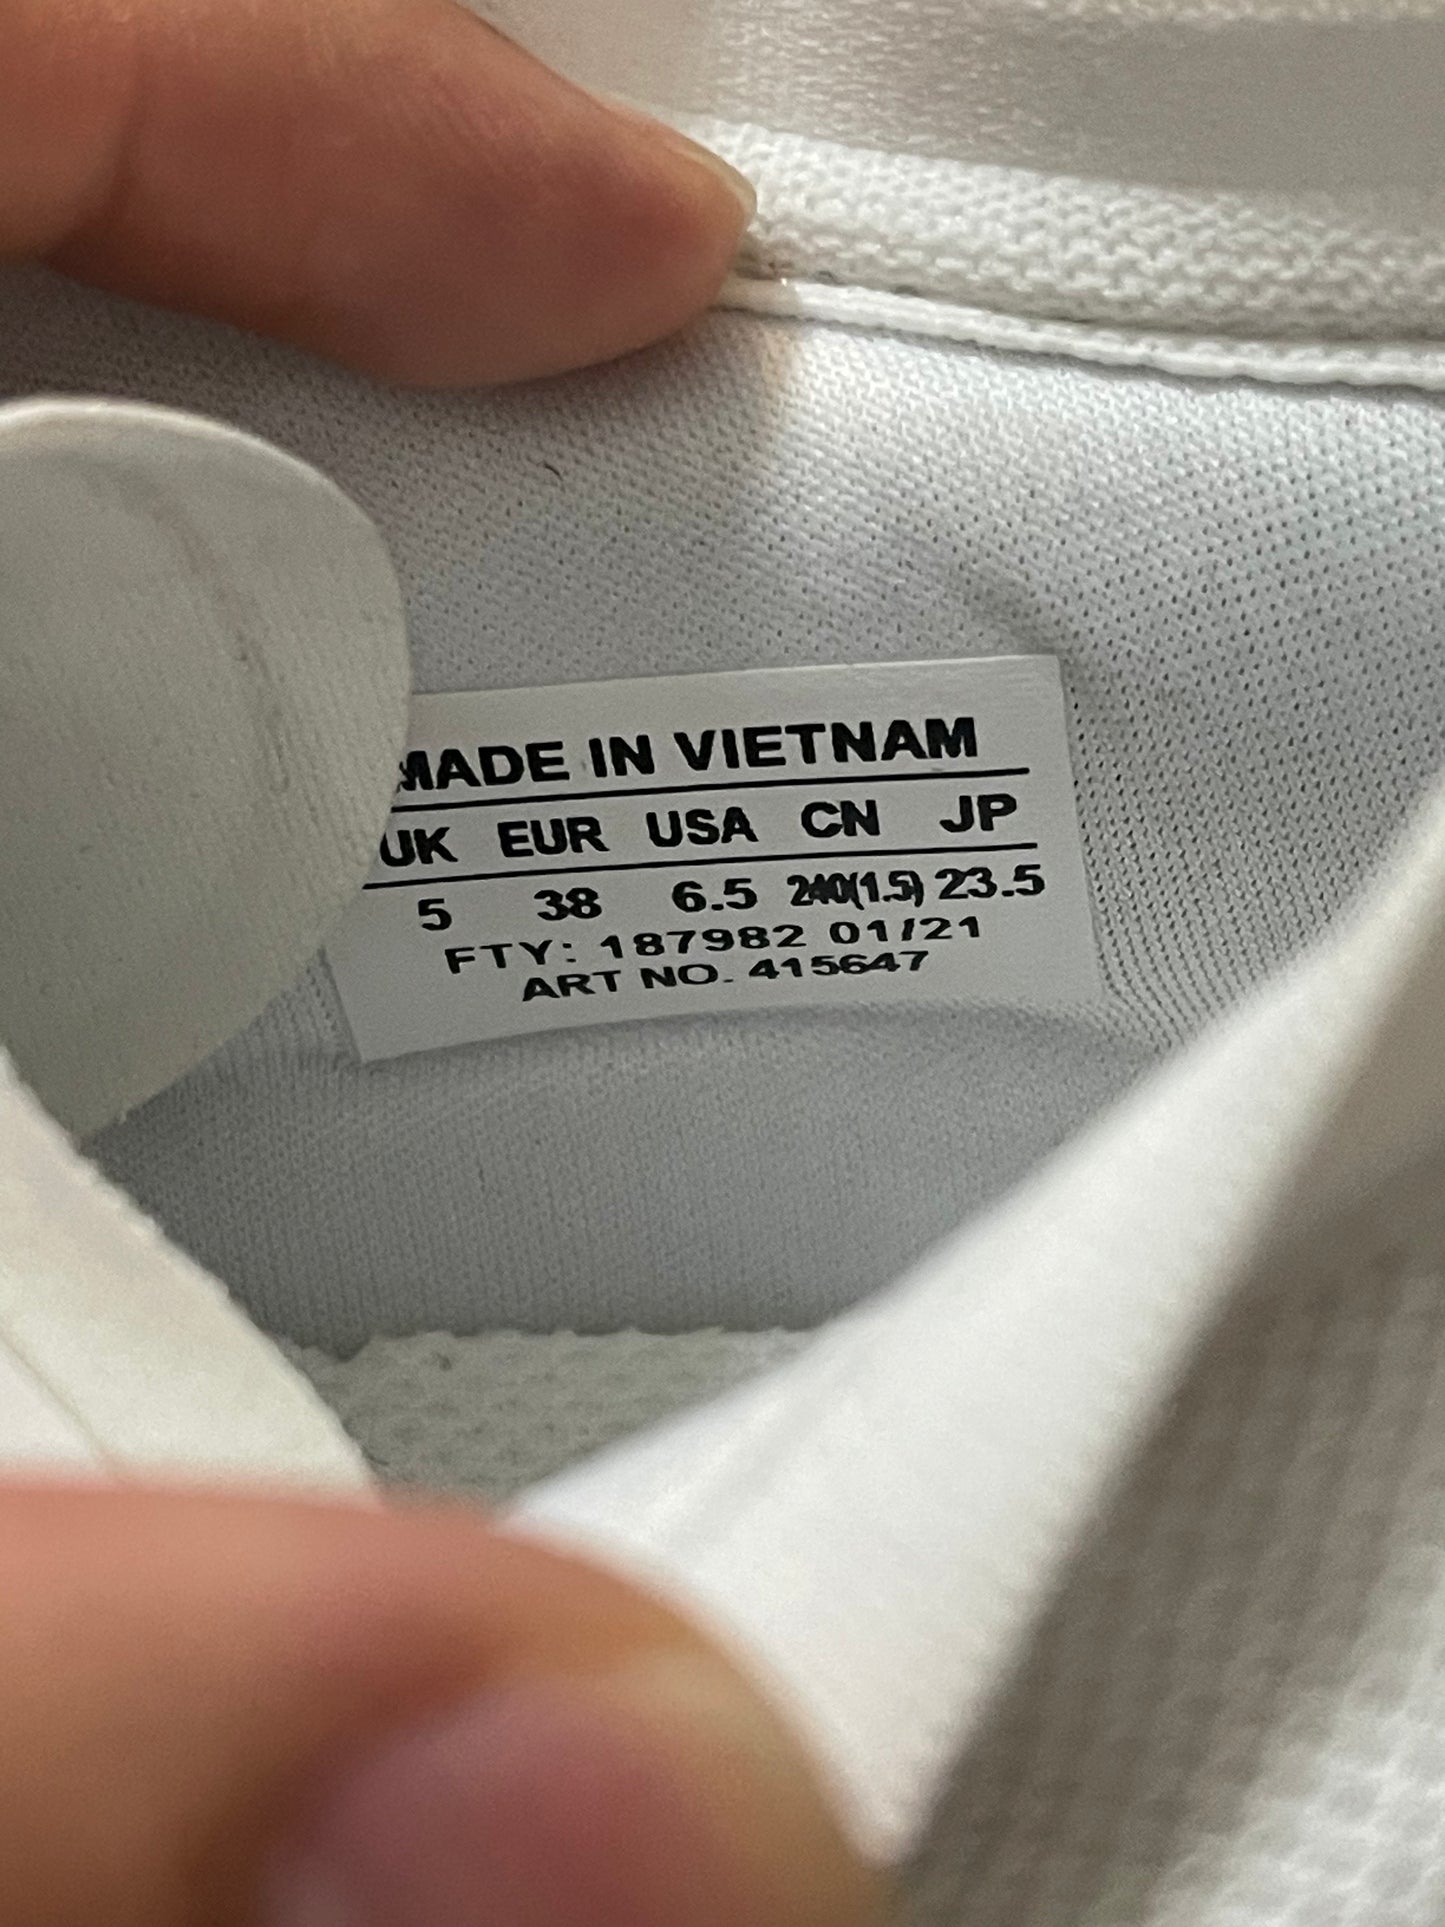 MADE IN VIETNAM
UK EUR USA CN JP
5 38 6.5 240(1.5) 23.5
FTY: 187982 01/21
ART NO. 415647